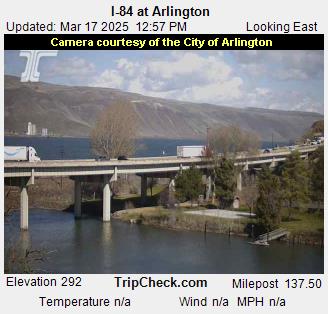 I-84 at Arlington
Updated: Mar 17 2025 12:57 PM Looking East
Camera courtesy of the City of Arlington
Elevation 292 TripCheck.com Milepost 137.50
Temperature n/a Wind n/a MPH n/a